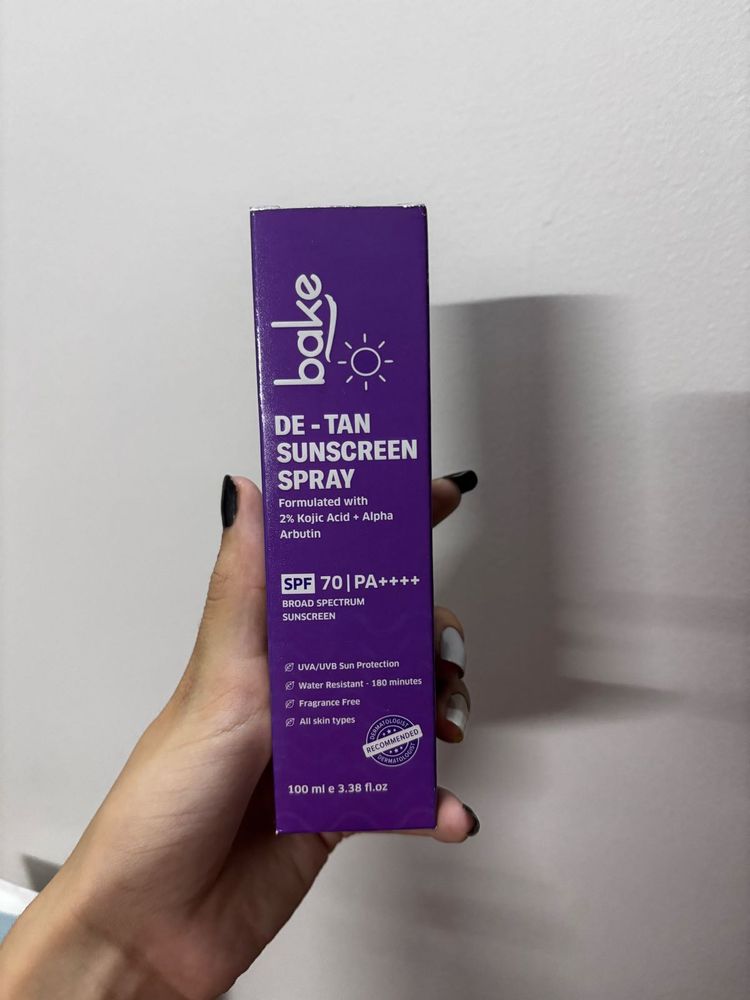 bake
DE - TAN
SUNSCREEN
SPRAY
Formulated with
2% Kojic Acid + Alpha
Arbutin
SPF 70 | PA++++
BROAD SPECTRUM
SUNSCREEN
UVA/UVB Sun Protection
Water Resistant - 180 minutes
Fragrance Free
All skin types
DERMATOLOGIST
RECOMMENDED
DERMATOLOGIST
100 ml e 3.38 fl.oz